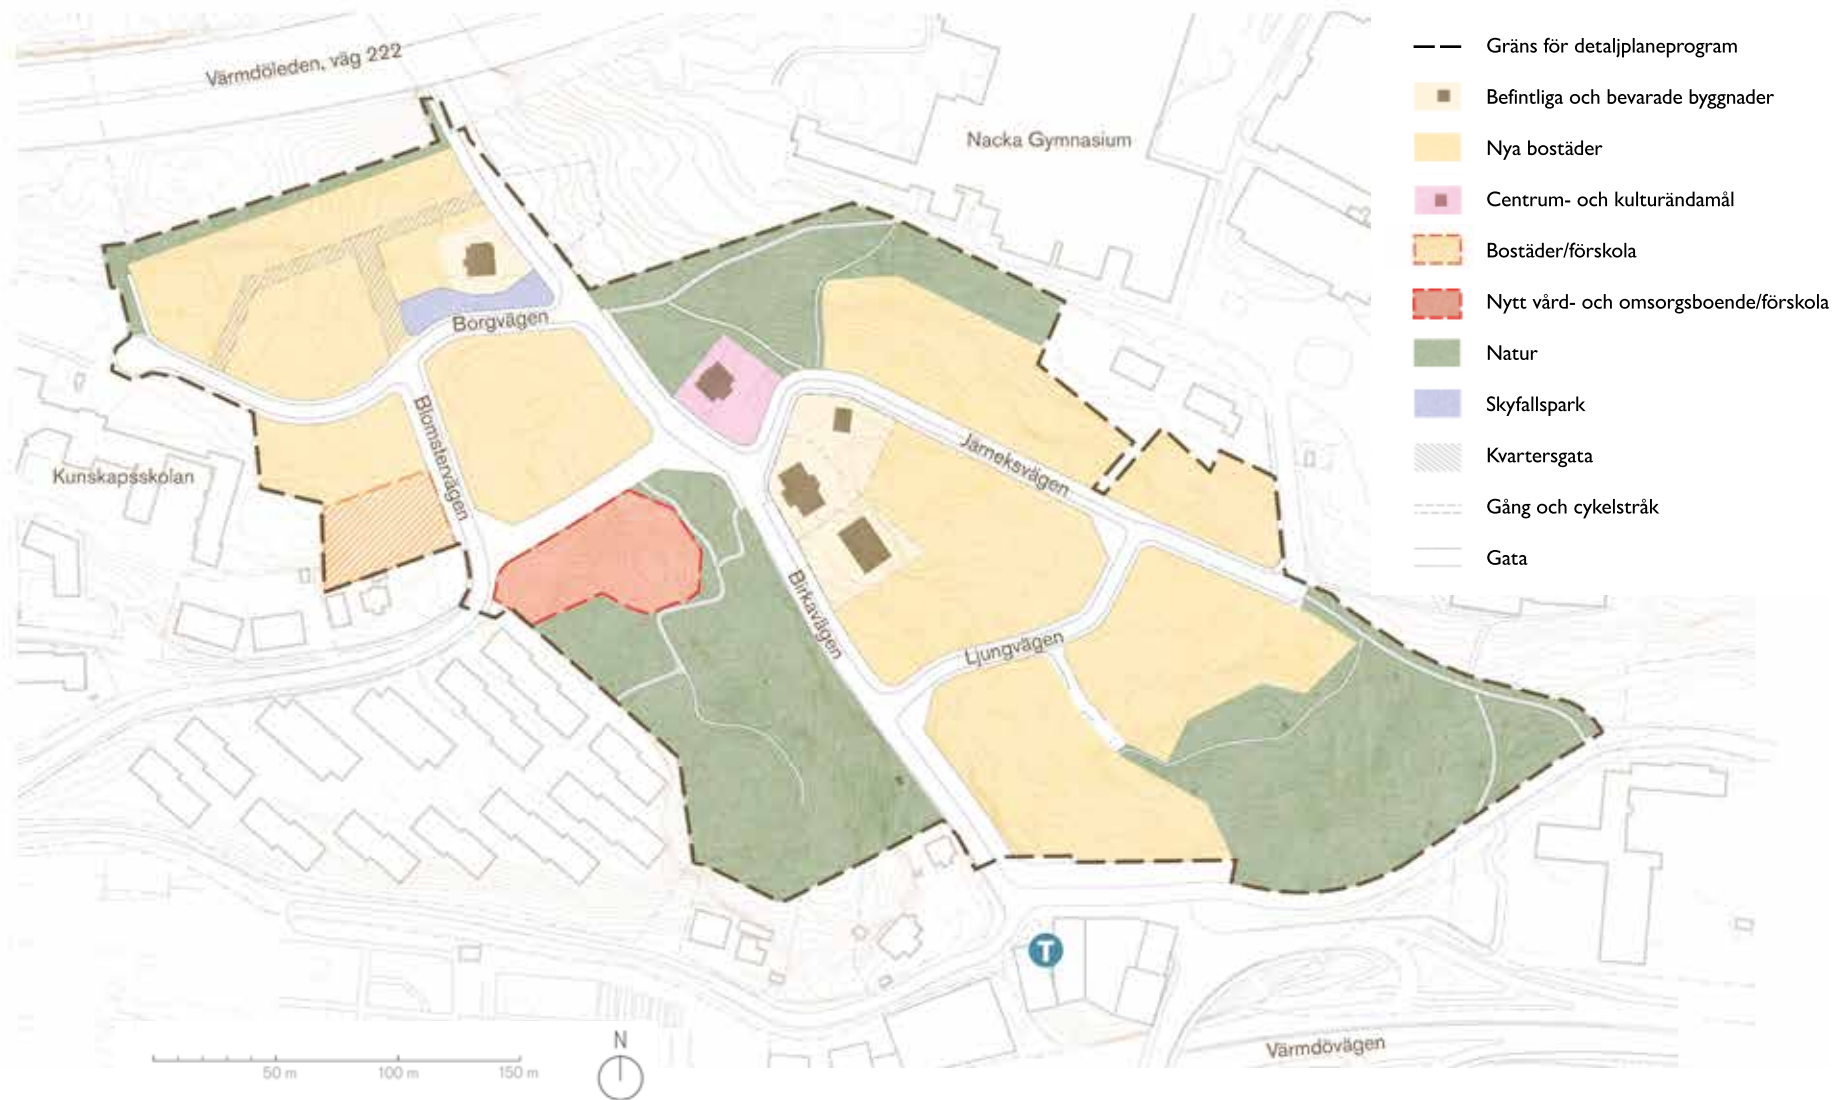 Värmdöleden, väg 222
Nacka Gymnasium
Borgvägen
Blomstervägen
Jarneksvägen
Kunskapsskolan
Birkavägen
Ljungvägen
T
Värmdövägen
50 m
100 m
150 m
N
Gräns för detaljplaneprogram
Befintliga och bevarade byggnader
Nya bostäder
Centrum- och kulturändamål
Bostäder/förskola
Nytt vård- och omsorgsboende/förskola
Natur
Skyfallspark
Kvartersgata
Gång och cykelstråk
Gata